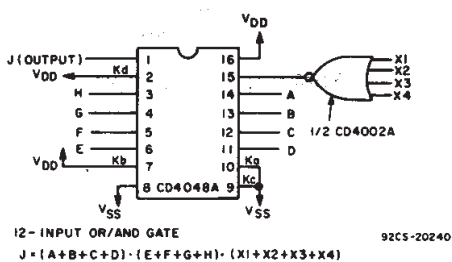 VDD
J(OUTPUT) 1 16
VDD Kd 2 15 X1
X2
X3
X4
H 3 14 A
G 4 13 B 1/2 CD4002A
F 5 12 C
E 6 11 D
VDD Kb 7 10 Ka
8 CD4048A 9 Kc
VSS VSS
12-INPUT OR/AND GATE
92CS-20240
J=(A+B+C+D)·(E+F+G+H)·(X1+X2+X3+X4)